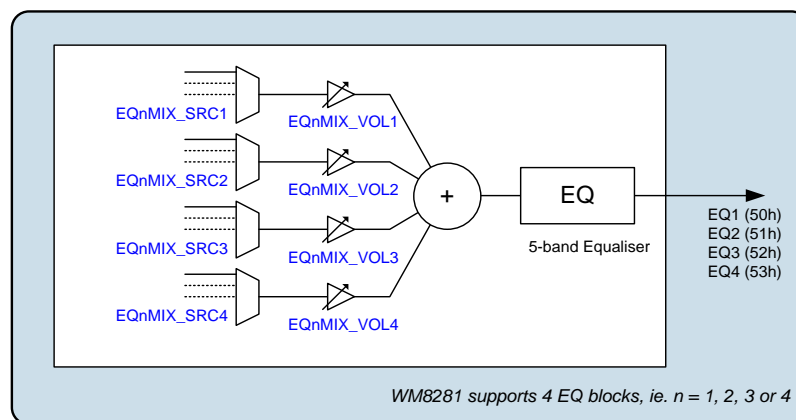 EQnMIX_SRC1
EQnMIX_VOL1
EQnMIX_SRC2
EQnMIX_VOL2
EQnMIX_SRC3
EQnMIX_VOL3
EQnMIX_SRC4
EQnMIX_VOL4
+
EQ
5-band Equaliser
EQ1 (50h)
EQ2 (51h)
EQ3 (52h)
EQ4 (53h)
WM8281 supports 4 EQ blocks, ie. n = 1, 2, 3 or 4